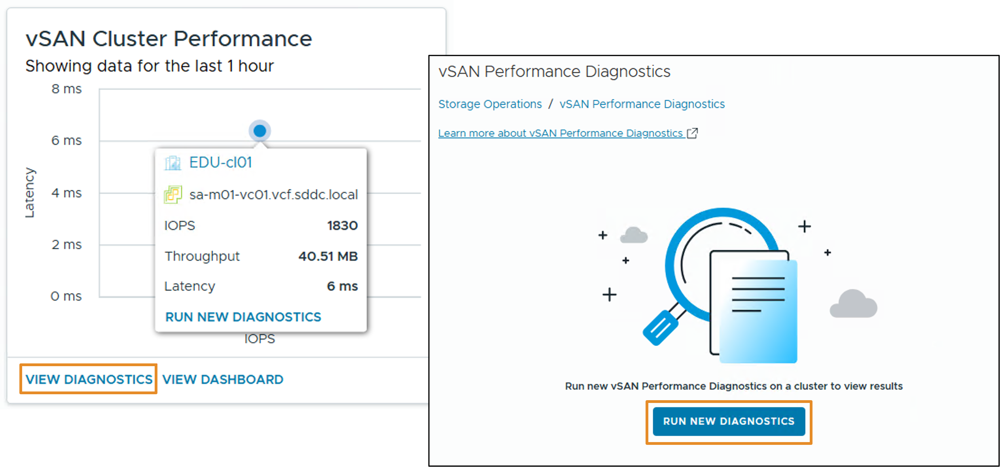 vSAN Cluster Performance
Showing data for the last 1 hour
8 ms
6 ms
4 ms
2 ms
0 ms
Latency
EDU-cl01
sa-m01-vc01.vcf.sddc.local
IOPS 1830
Throughput 40.51 MB
Latency 6 ms
RUN NEW DIAGNOSTICS
IOPS
VIEW DIAGNOSTICS VIEW DASHBOARD
vSAN Performance Diagnostics
Storage Operations / vSAN Performance Diagnostics
Learn more about vSAN Performance Diagnostics
Run new vSAN Performance Diagnostics on a cluster to view results
RUN NEW DIAGNOSTICS